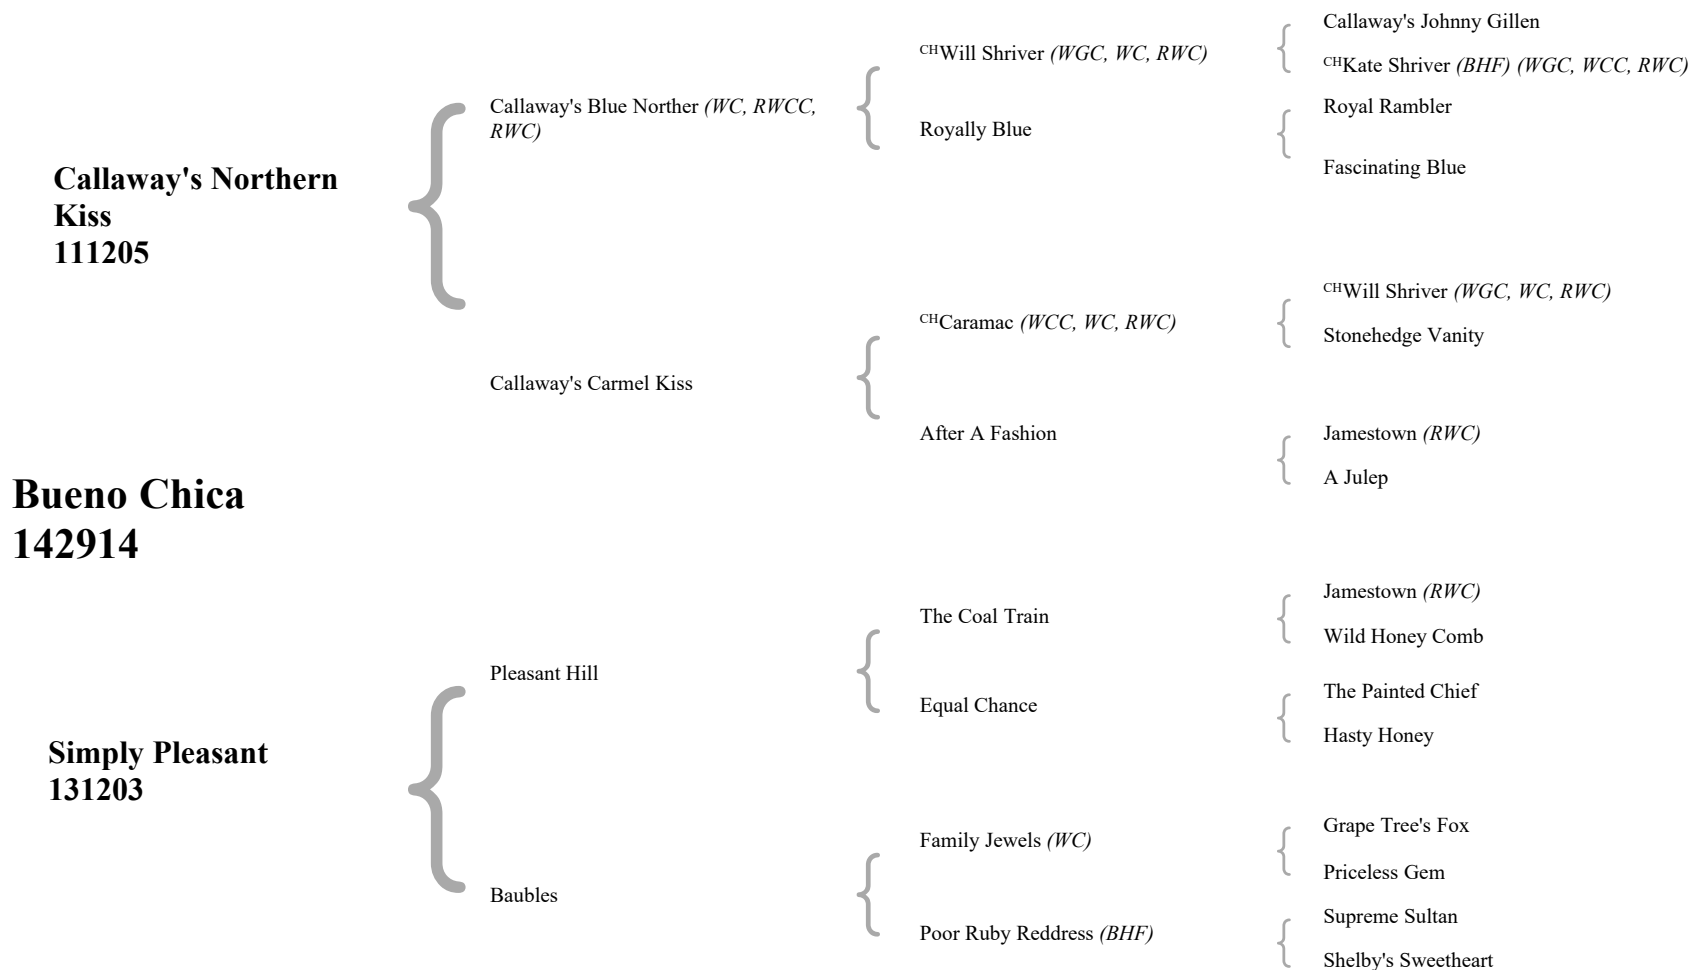 Callaway's Johnny Gillen
CHWill Shriver (WGC, WC, RWC)
CHKate Shriver (BHF) (WGC, WCC, RWC)
Callaway's Blue Norther (WC, RWCC,
RWC)
Royal Rambler
Royally Blue
Fascinating Blue
Callaway's Northern
Kiss
111205
CHWill Shriver (WGC, WC, RWC)
CHCaramac (WCC, WC, RWC)
Stonehedge Vanity
Callaway's Carmel Kiss
After A Fashion
Jamestown (RWC)
A Julep
Bueno Chica
142914
Jamestown (RWC)
The Coal Train
Wild Honey Comb
Pleasant Hill
The Painted Chief
Equal Chance
Hasty Honey
Simply Pleasant
131203
Grape Tree's Fox
Family Jewels (WC)
Priceless Gem
Baubles
Supreme Sultan
Poor Ruby Reddress (BHF)
Shelby's Sweetheart